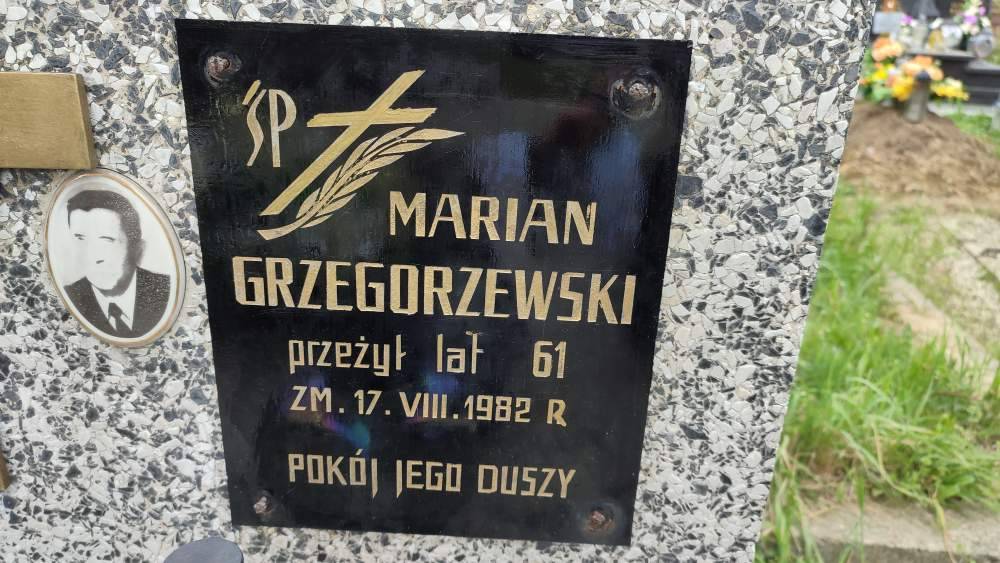 ŚP
MARIAN
GRZEGORZEWSKI
przeżył lat 61
ZM. 17. VIII. 1982 R
POKÓJ JEGO DUSZY